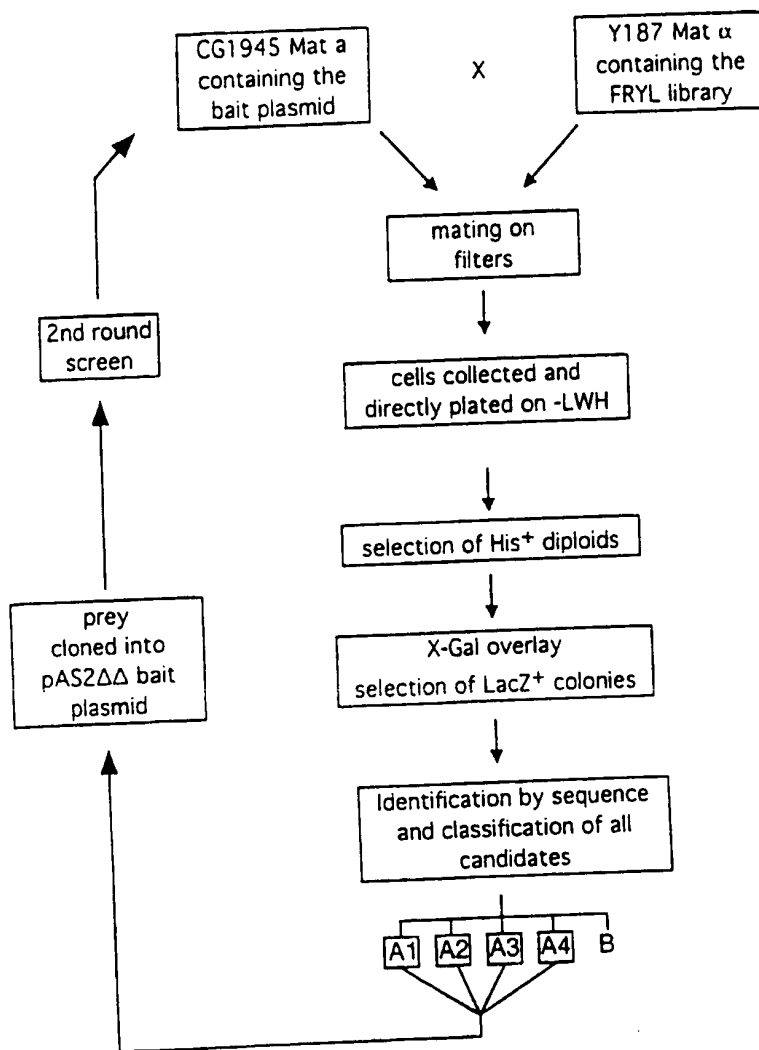 CG1945 Mat a
containing the
bait plasmid
X
Y187 Mat α
containing the
FRYL library
mating on
filters
2nd round
screen
cells collected and
directly plated on -LWH
selection of His⁺ diploids
prey
cloned into
pAS2ΔΔ bait
plasmid
X-Gal overlay
selection of LacZ⁺ colonies
Identification by sequence
and classification of all
candidates
A1 A2 A3 A4 B